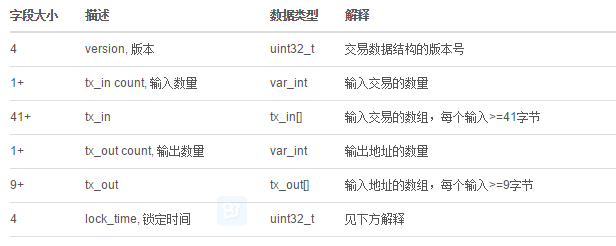 字段大小 描述 数据类型 解释
4 version, 版本 uint32_t 交易数据结构的版本号
1+ tx_in count, 输入数量 var_int 输入交易的数量
41+ tx_in tx_in[] 输入交易的数组，每个输入>=41字节
1+ tx_out count, 输出数量 var_int 输出地址的数量
9+ tx_out tx_out[] 输入地址的数组，每个输入>=9字节
4 lock_time, 锁定时间 uint32_t 见下方解释